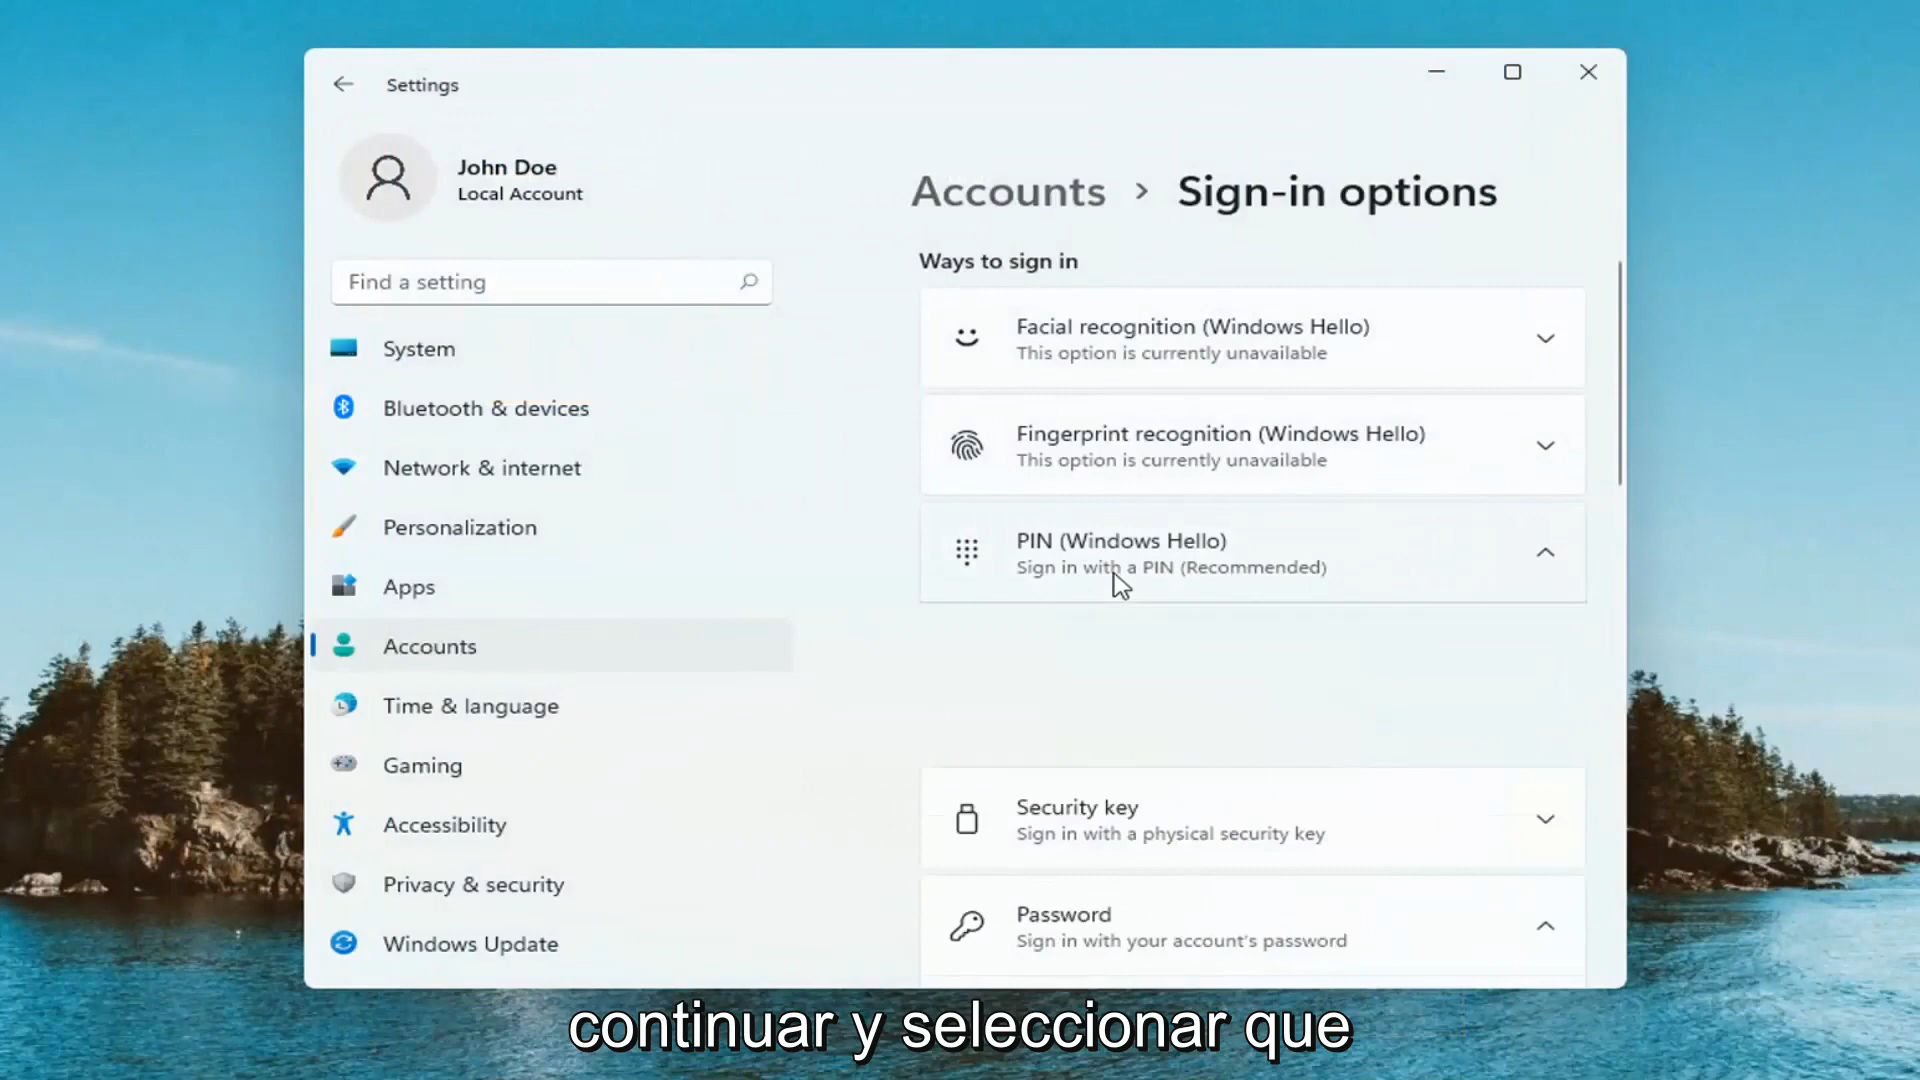 Settings
John Doe
Local Account
Find a setting
System
Bluetooth & devices
Network & internet
Personalization
Apps
Accounts
Time & language
Gaming
Accessibility
Privacy & security
Windows Update
Accounts > Sign-in options
Ways to sign in
Facial recognition (Windows Hello)
This option is currently unavailable
Fingerprint recognition (Windows Hello)
This option is currently unavailable
PIN (Windows Hello)
Sign in with a PIN (Recommended)
Security key
Sign in with a physical security key
Password
Sign in with your account's password
continuar y seleccionar que